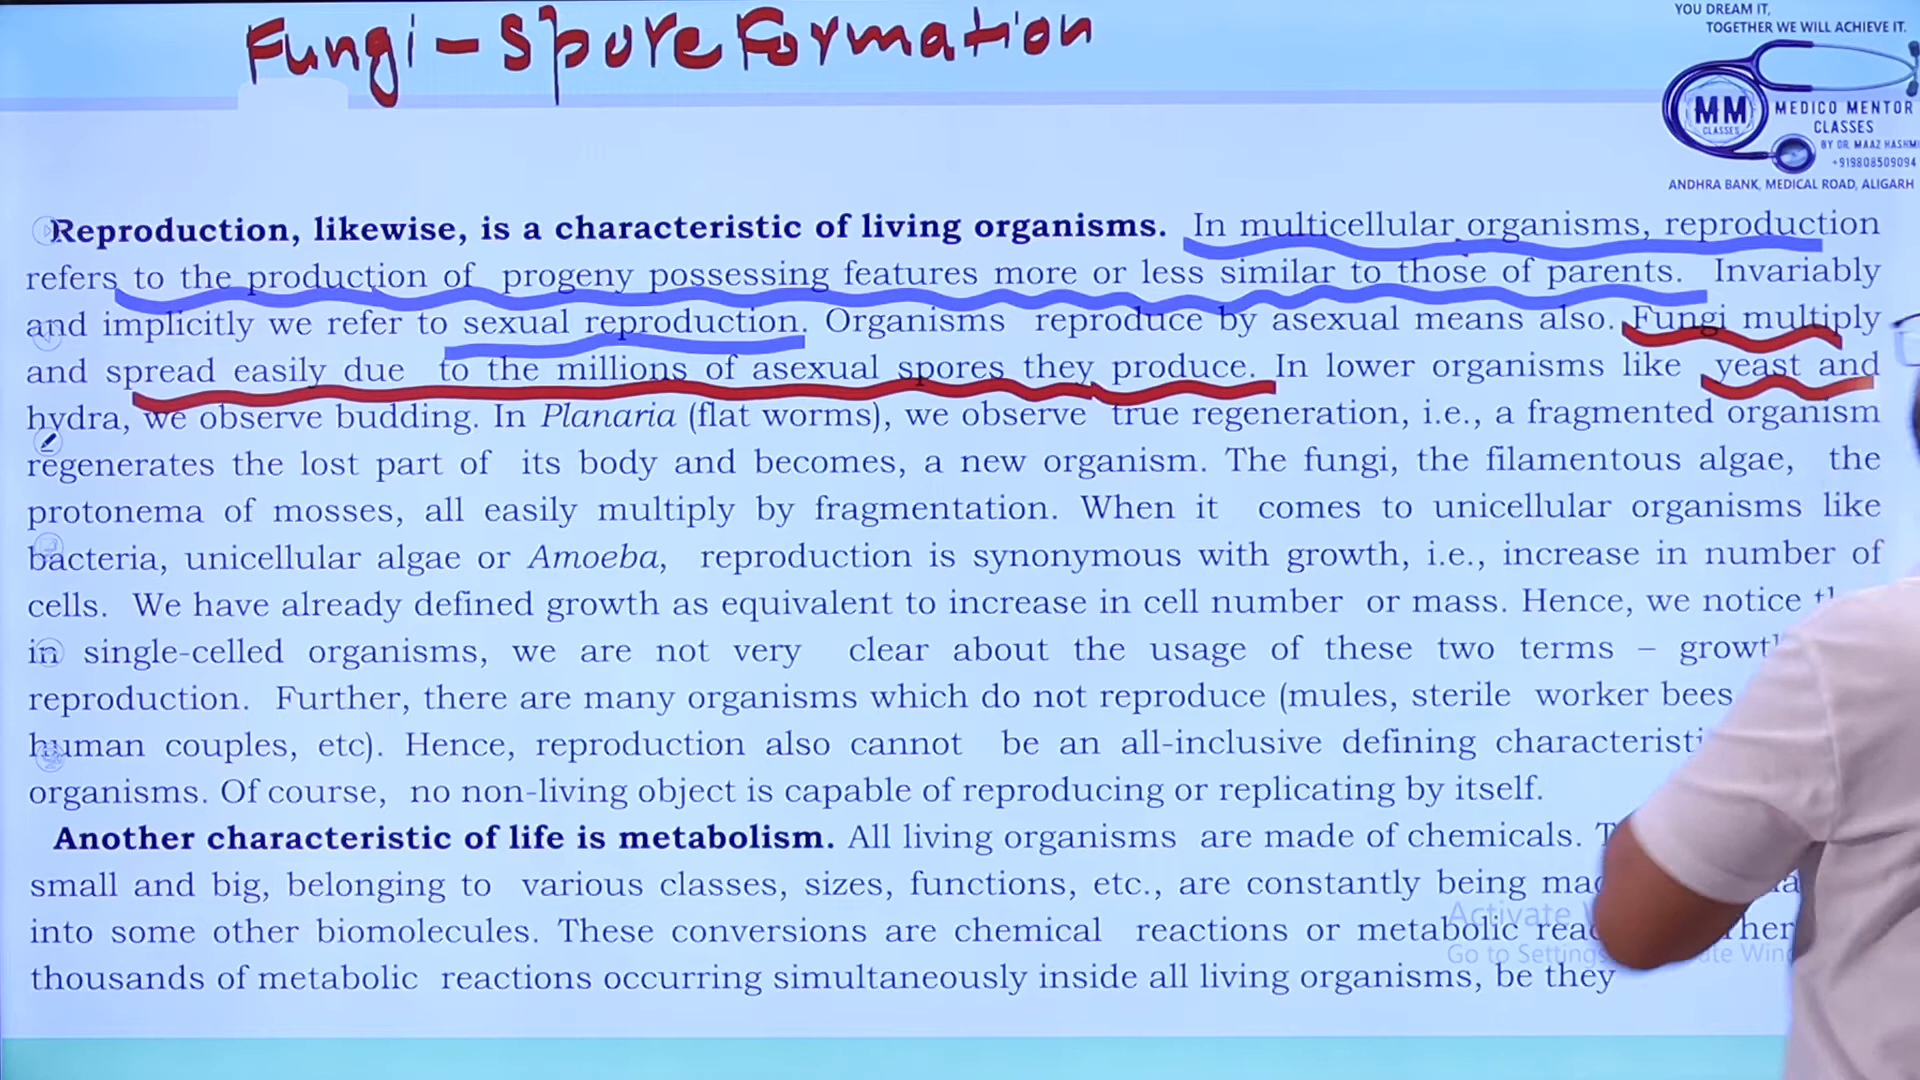 Fungi - Spore Formation
YOU DREAM IT,
TOGETHER WE WILL ACHIEVE IT.
MM
CLASSES
MEDICO MENTOR
CLASSES
BY DR. MAAZ HASHMI
+919808509094
ANDHRA BANK, MEDICAL ROAD, ALIGARH
Reproduction, likewise, is a characteristic of living organisms. In multicellular organisms, reproduction
refers to the production of progeny possessing features more or less similar to those of parents. Invariably
and implicitly we refer to sexual reproduction. Organisms reproduce by asexual means also. Fungi multiply
and spread easily due to the millions of asexual spores they produce. In lower organisms like yeast and
hydra, we observe budding. In Planaria (flat worms), we observe true regeneration, i.e., a fragmented organism
regenerates the lost part of its body and becomes, a new organism. The fungi, the filamentous algae, the
protonema of mosses, all easily multiply by fragmentation. When it comes to unicellular organisms like
bacteria, unicellular algae or Amoeba, reproduction is synonymous with growth, i.e., increase in number of
cells. We have already defined growth as equivalent to increase in cell number or mass. Hence, we notice
in single-celled organisms, we are not very clear about the usage of these two terms – growt
reproduction. Further, there are many organisms which do not reproduce (mules, sterile worker bees
human couples, etc). Hence, reproduction also cannot be an all-inclusive defining characteristi
organisms. Of course, no non-living object is capable of reproducing or replicating by itself.
Another characteristic of life is metabolism. All living organisms are made of chemicals.
small and big, belonging to various classes, sizes, functions, etc., are constantly being
into some other biomolecules. These conversions are chemical reactions or metabolic
thousands of metabolic reactions occurring simultaneously inside all living organisms, be they
Activate
Go to Settings